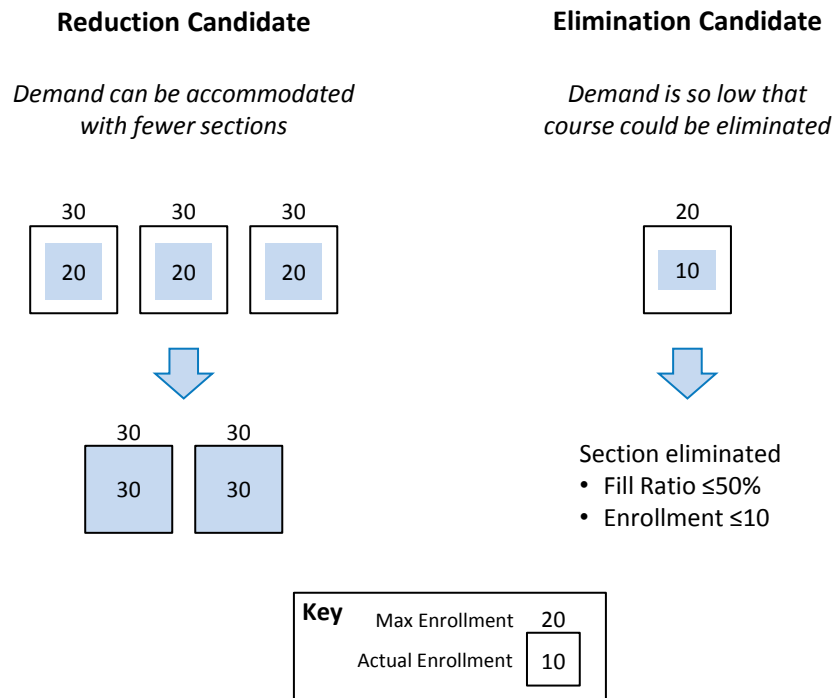 Reduction Candidate
Demand can be accommodated
with fewer sections
30 30 30
20 20 20
30 30
30 30
Elimination Candidate
Demand is so low that
course could be eliminated
20
10
Section eliminated
• Fill Ratio ≤50%
• Enrollment ≤10
Key
Max Enrollment 20
Actual Enrollment 10